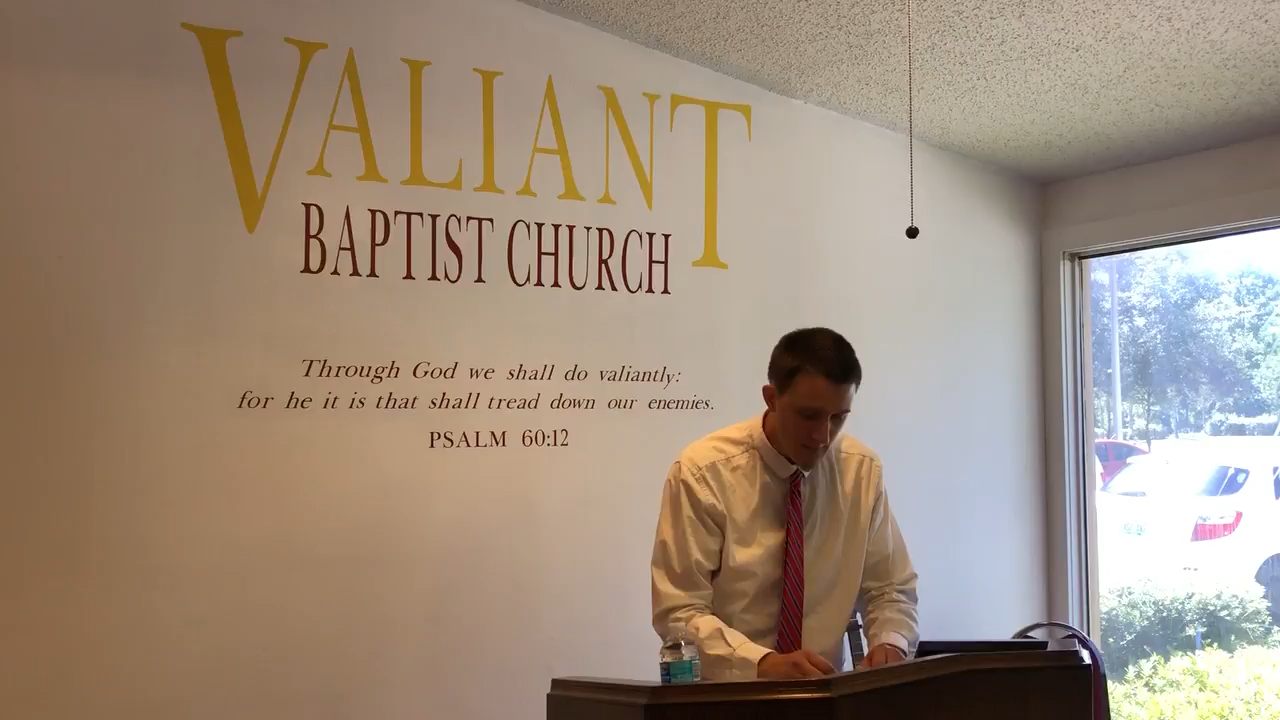 VALIANT
BAPTIST CHURCH
Through God we shall do valiantly:
for he it is that shall tread down our enemies.
PSALM 60:12